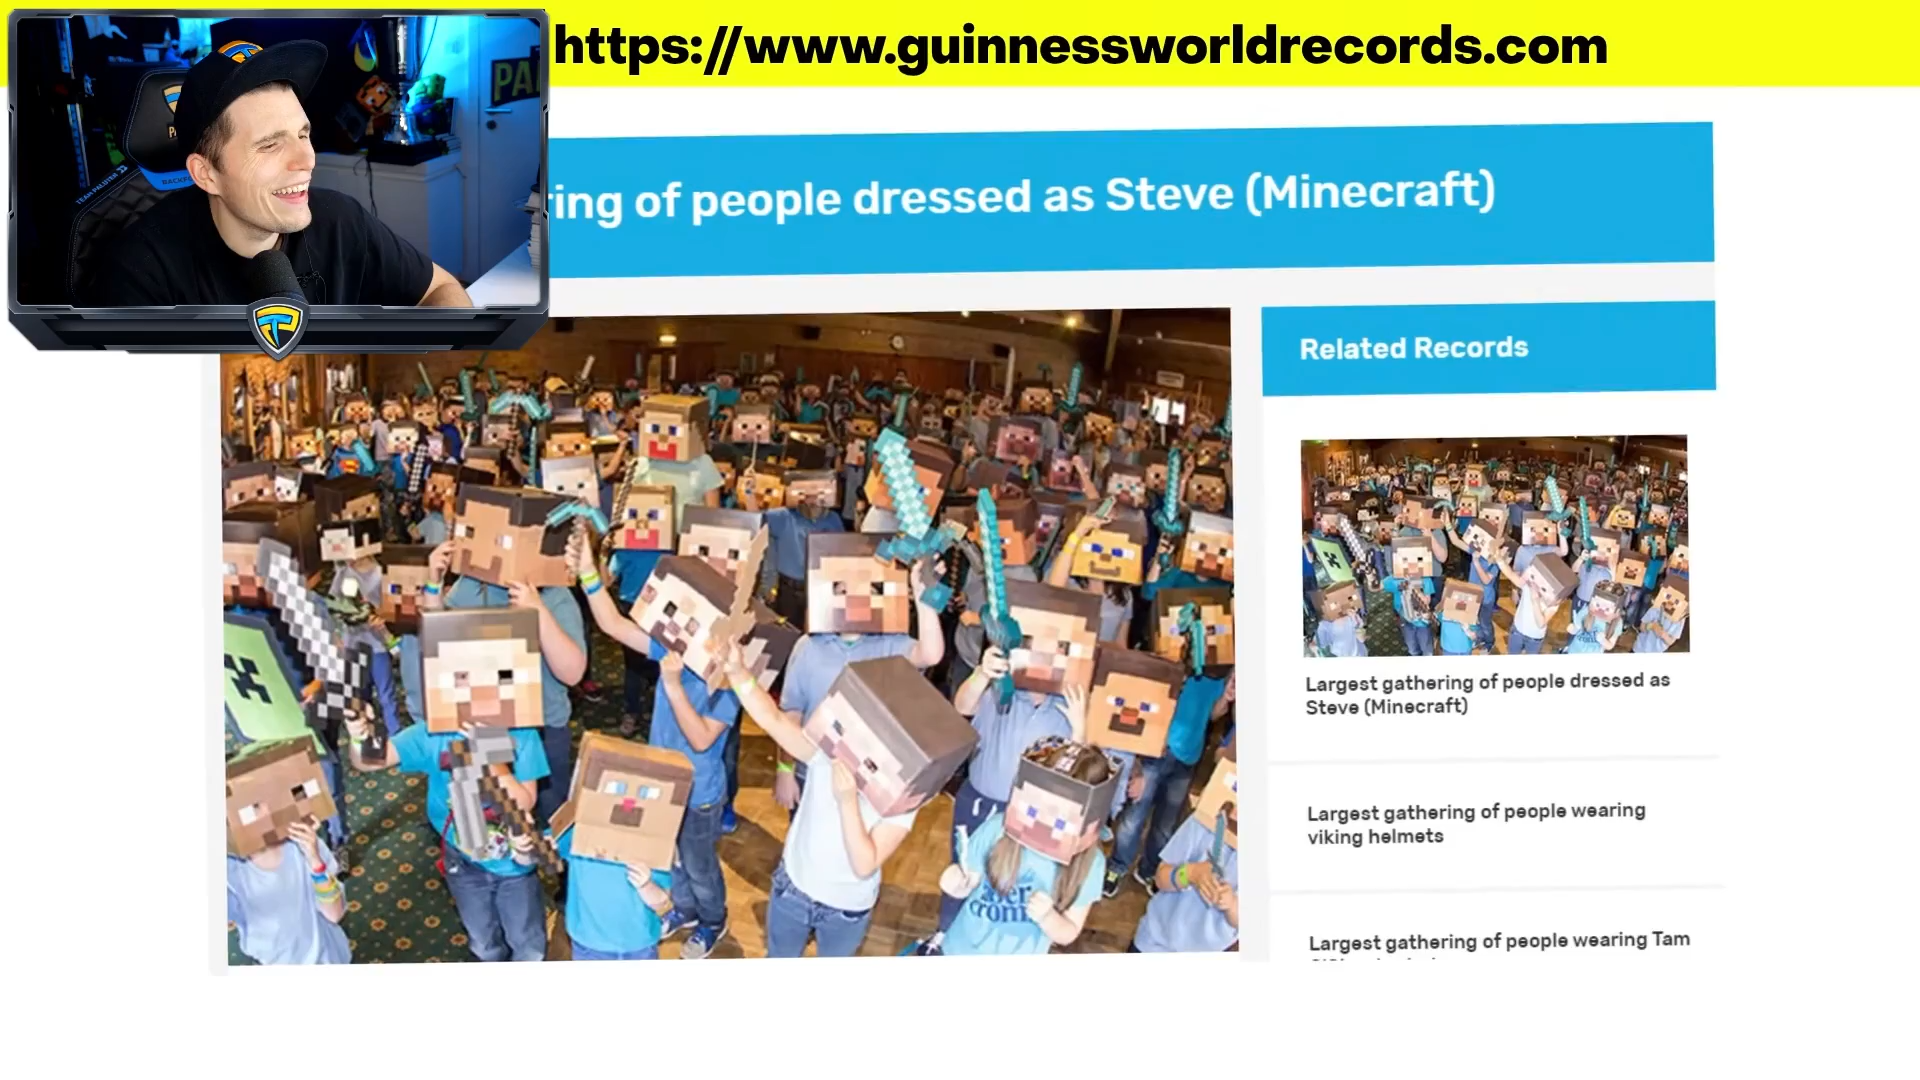 https://www.guinnessworldrecords.com
ring of people dressed as Steve (Minecraft)
Related Records
Largest gathering of people dressed as
Steve (Minecraft)
Largest gathering of people wearing
viking helmets
Largest gathering of people wearing Tam